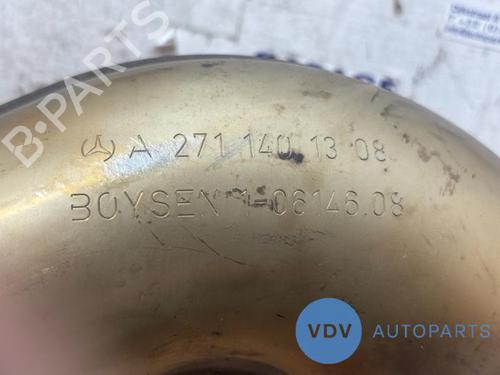 B-PARTS
A 271 140 13 08
BOYSEN 1-06146.08
VDV AUTOPARTS